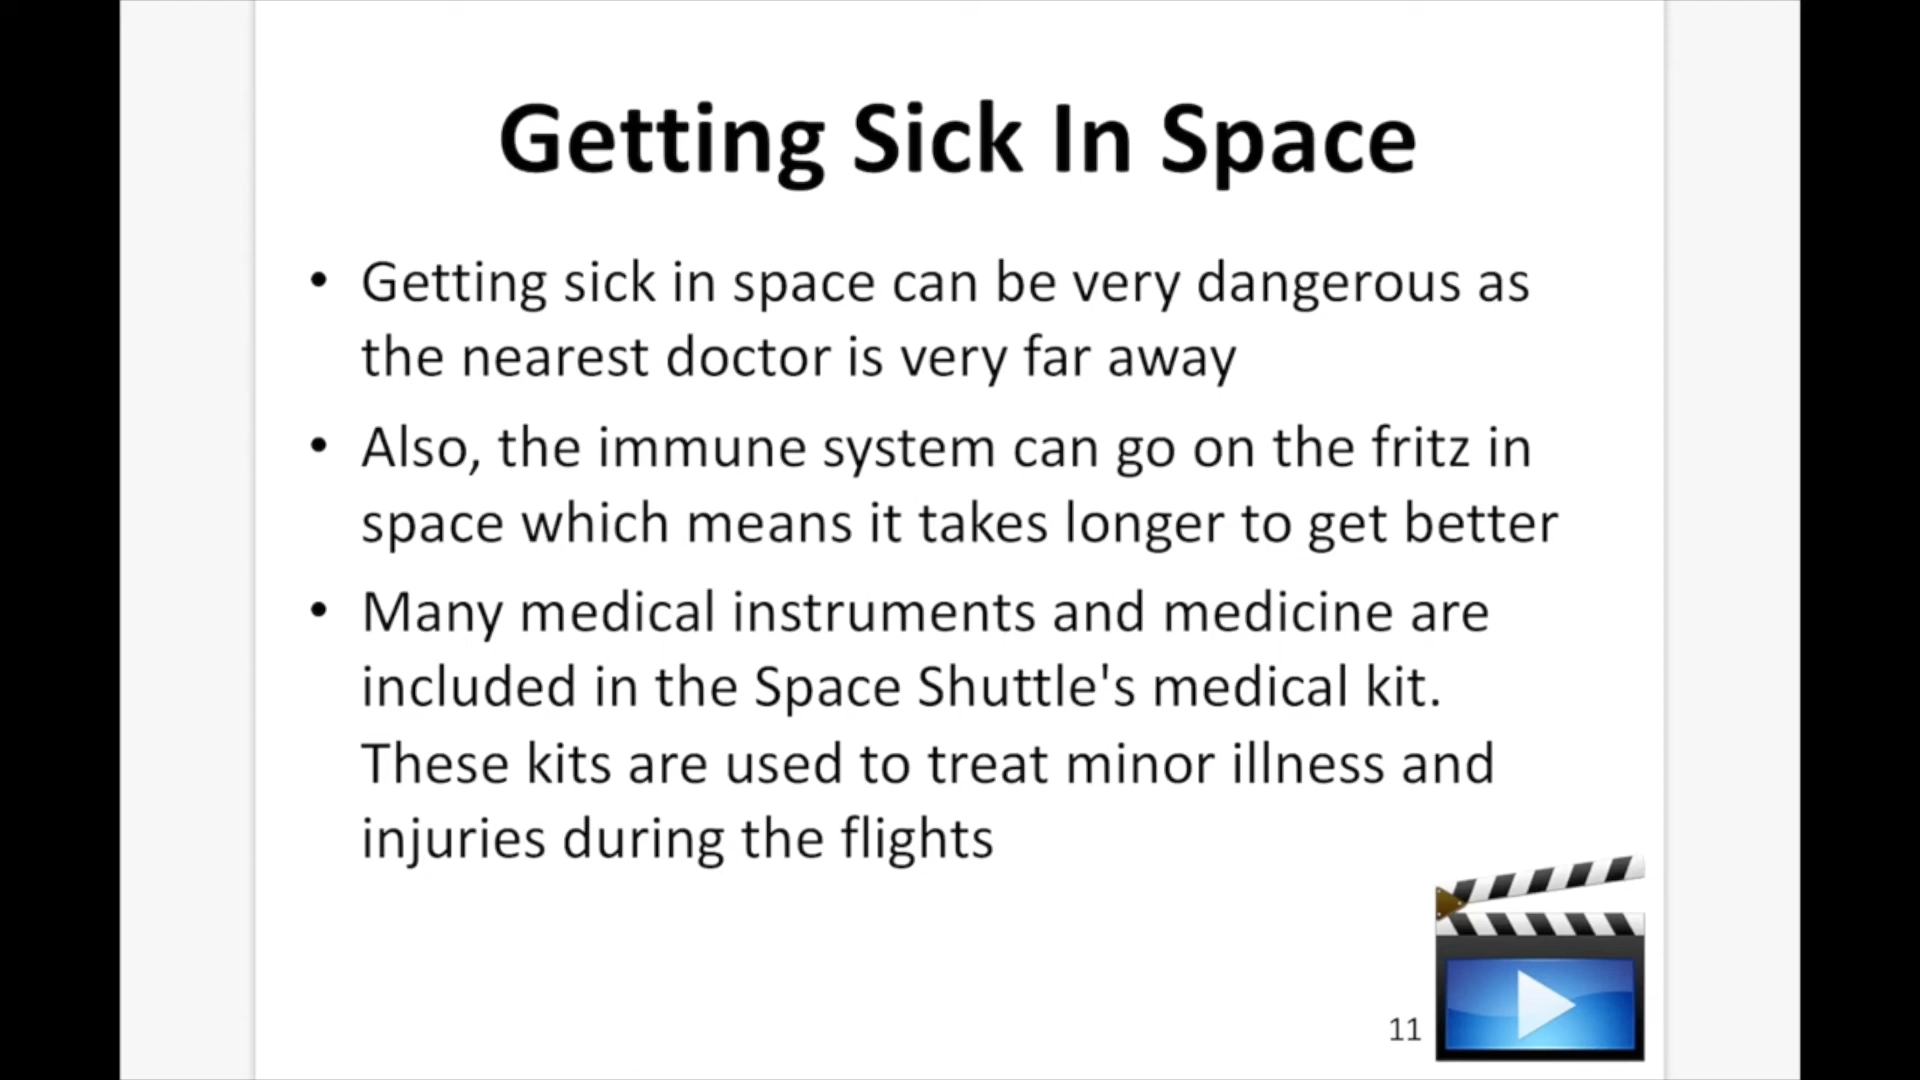 Getting Sick In Space
• Getting sick in space can be very dangerous as
the nearest doctor is very far away
• Also, the immune system can go on the fritz in
space which means it takes longer to get better
• Many medical instruments and medicine are
included in the Space Shuttle's medical kit.
These kits are used to treat minor illness and
injuries during the flights
11